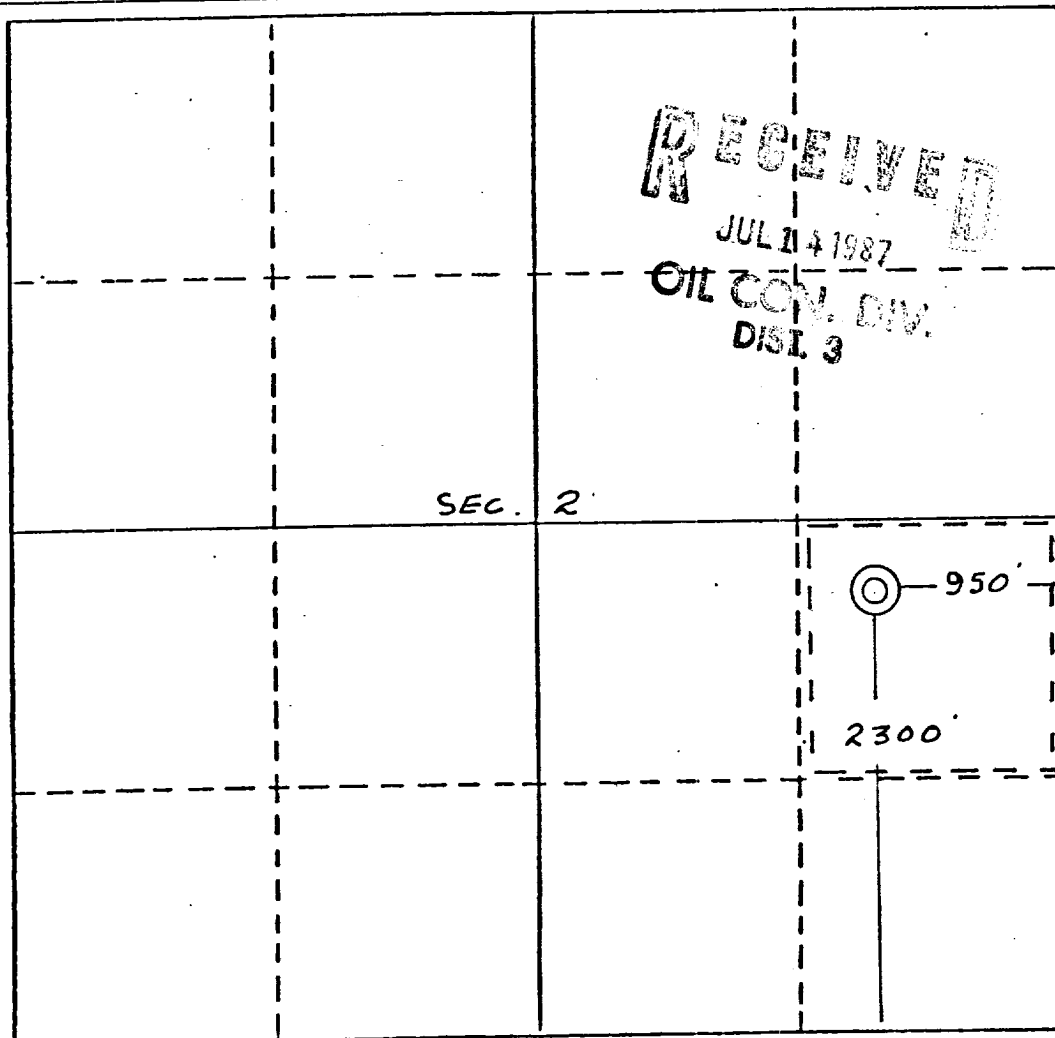 RECEIVED
JUL 14 1987
OIL CON. DIV.
DIST. 3
SEC. 2
950'
2300'